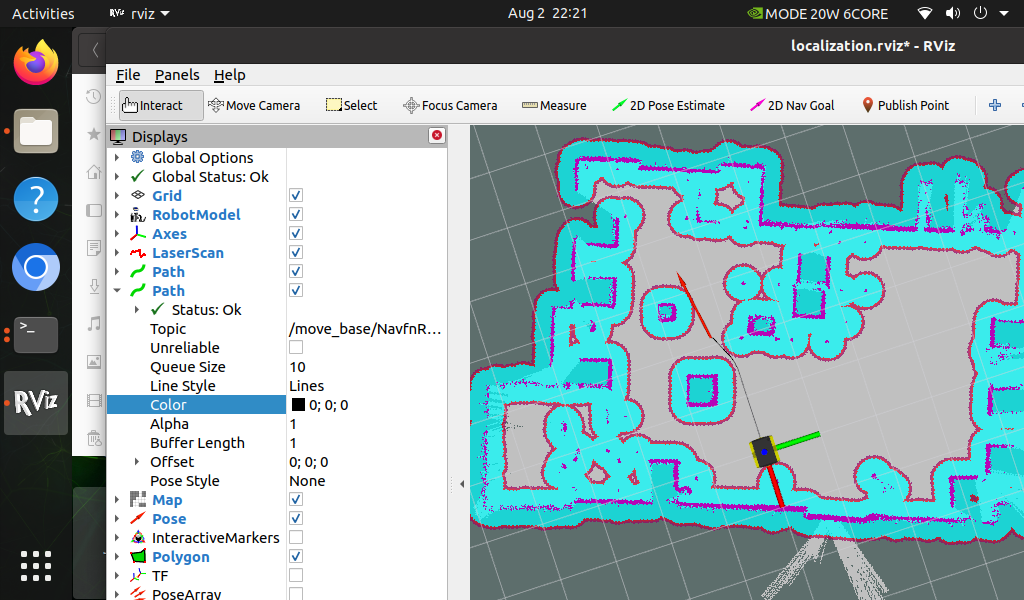 Activities RViz rviz Aug 2 22:21 MODE 20W 6CORE
localization.rviz* - RViz
File Panels Help
Interact Move Camera Select Focus Camera Measure 2D Pose Estimate 2D Nav Goal Publish Point
Displays
Global Options
Global Status: Ok
Grid
RobotModel
Axes
LaserScan
Path
Path
Status: Ok
Topic /move_base/NavfnR...
Unreliable
Queue Size 10
Line Style Lines
Color 0; 0; 0
Alpha 1
Buffer Length 1
Offset 0; 0; 0
Pose Style None
Map
Pose
InteractiveMarkers
Polygon
TF
PoseArray
RViz